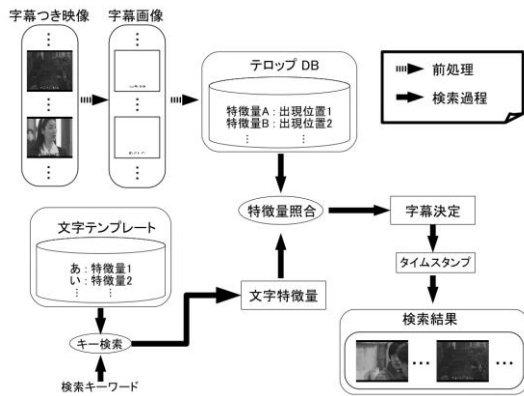 字幕つき映像
字幕画像
テロップ DB
特徴量A：出現位置1
特徴量B：出現位置2
前処理
検索過程
特徴量照合
字幕決定
タイムスタンプ
文字テンプレート
あ：特徴量1
い：特徴量2
文字特徴量
キー検索
検索キーワード
検索結果